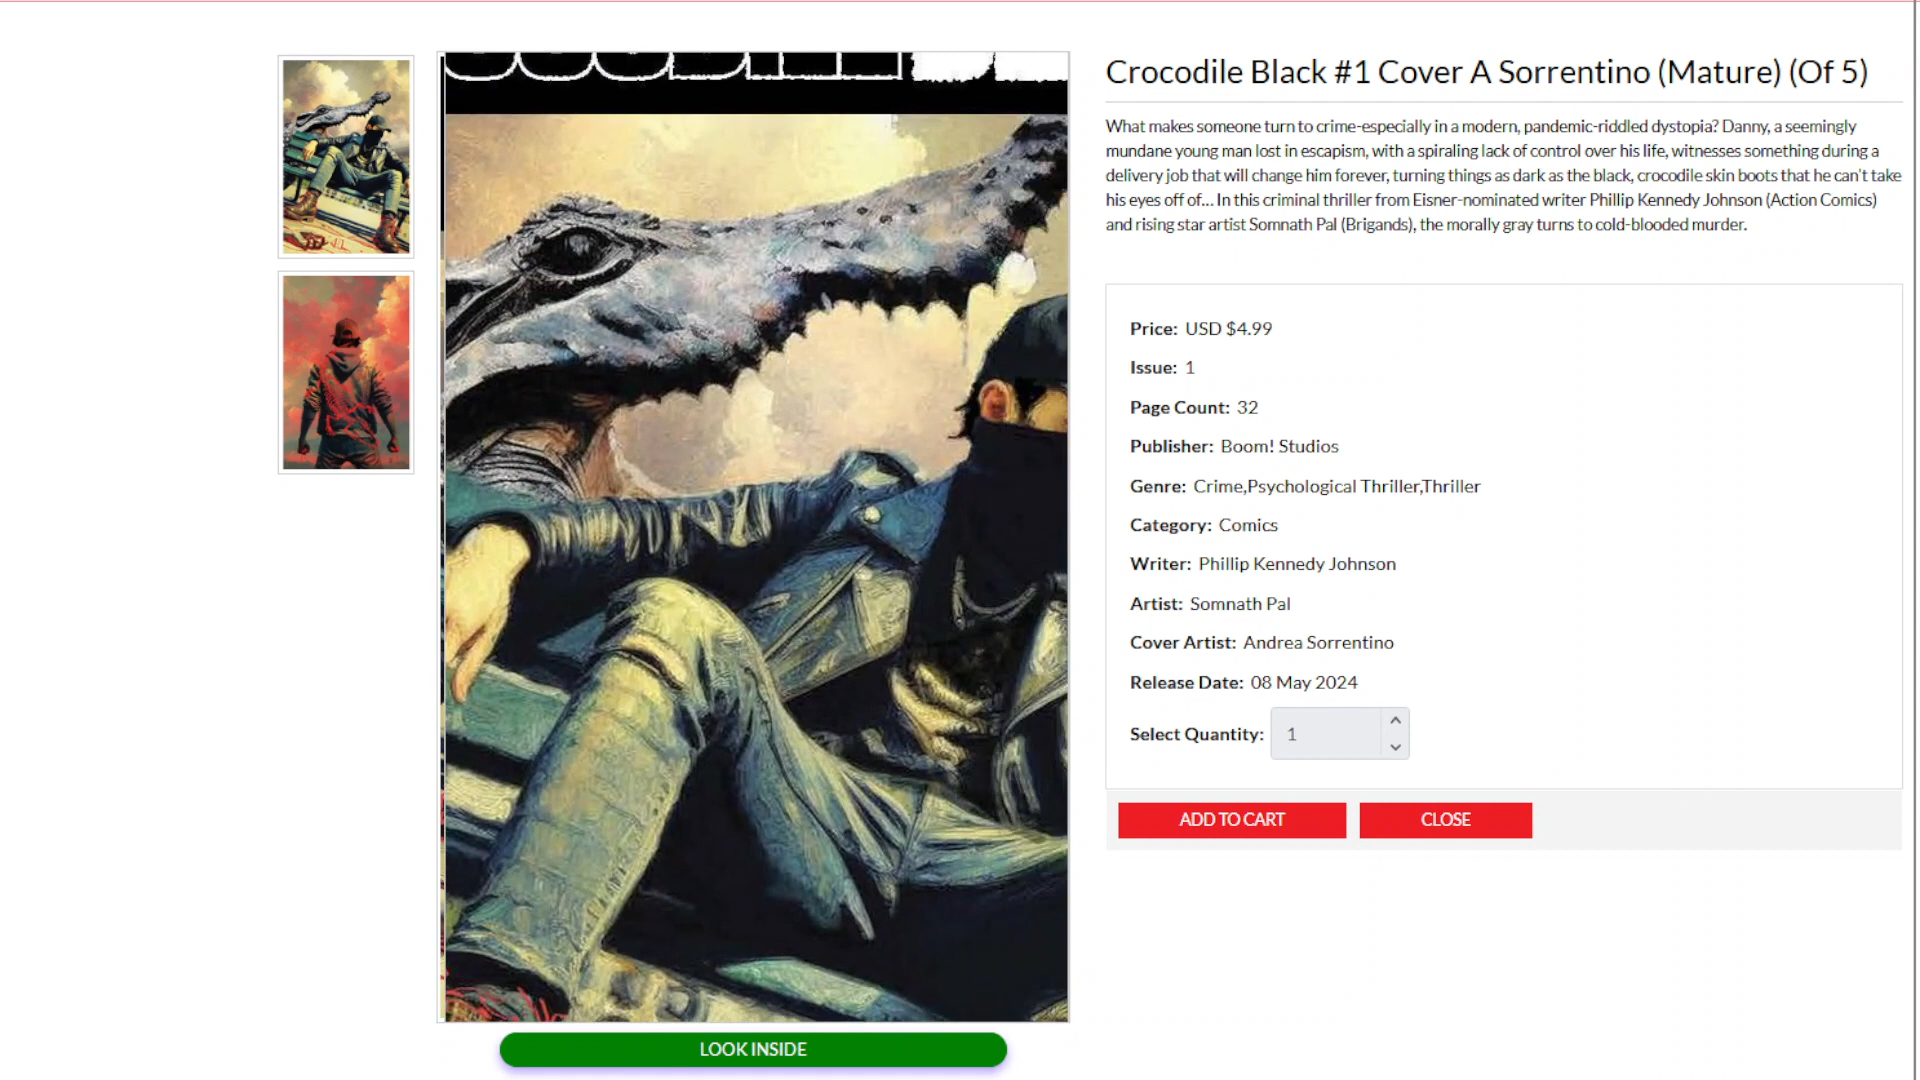 Crocodile Black #1 Cover A Sorrentino (Mature) (Of 5)
What makes someone turn to crime-especially in a modern, pandemic-riddled dystopia? Danny, a seemingly
mundane young man lost in escapism, with a spiraling lack of control over his life, witnesses something during a
delivery job that will change him forever, turning things as dark as the black, crocodile skin boots that he can't take
his eyes off of... In this criminal thriller from Eisner-nominated writer Phillip Kennedy Johnson (Action Comics)
and rising star artist Somnath Pal (Brigands), the morally gray turns to cold-blooded murder.
Price: USD $4.99
Issue: 1
Page Count: 32
Publisher: Boom! Studios
Genre: Crime,Psychological Thriller,Thriller
Category: Comics
Writer: Phillip Kennedy Johnson
Artist: Somnath Pal
Cover Artist: Andrea Sorrentino
Release Date: 08 May 2024
Select Quantity: 1
ADD TO CART CLOSE
LOOK INSIDE